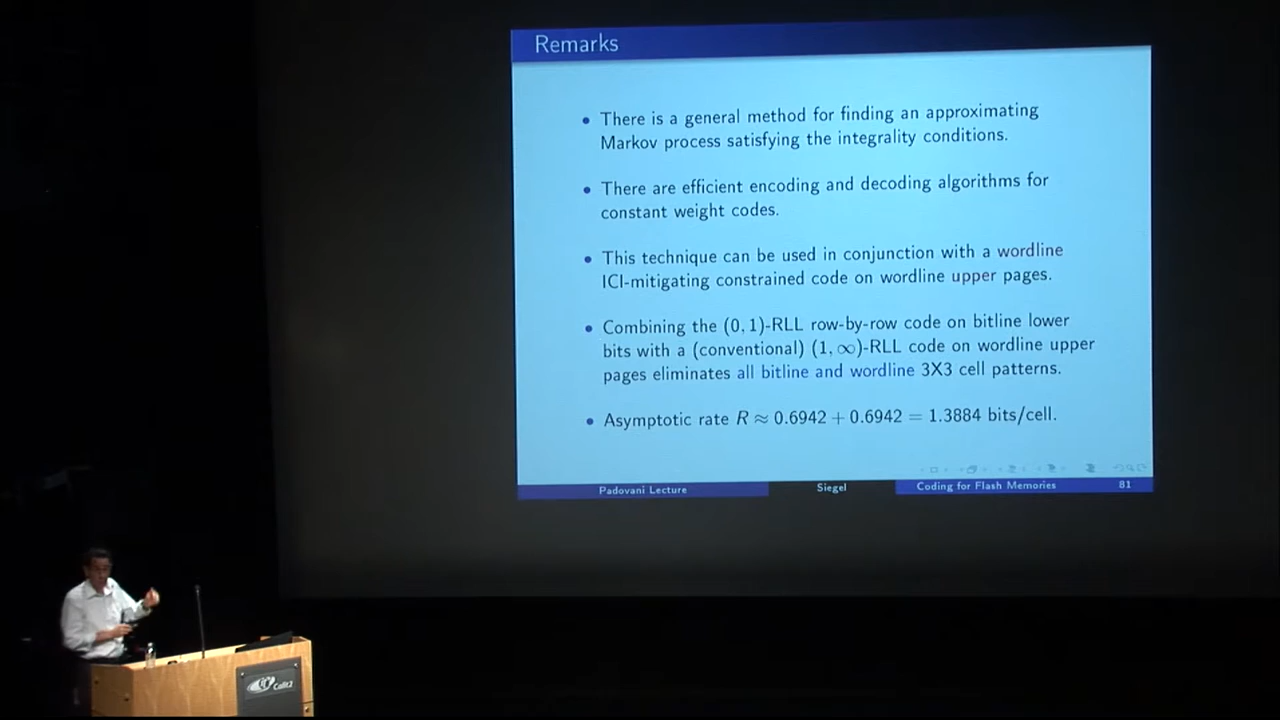 Remarks
• There is a general method for finding an approximating
Markov process satisfying the integrality conditions.
• There are efficient encoding and decoding algorithms for
constant weight codes.
• This technique can be used in conjunction with a wordline
ICI-mitigating constrained code on wordline upper pages.
• Combining the (0, 1)-RLL row-by-row code on bitline lower
bits with a (conventional) (1, ∞)-RLL code on wordline upper
pages eliminates all bitline and wordline 3X3 cell patterns.
• Asymptotic rate R ≈ 0.6942 + 0.6942 = 1.3884 bits/cell.
Padovani Lecture Siegel Coding for Flash Memories 81
Calit2